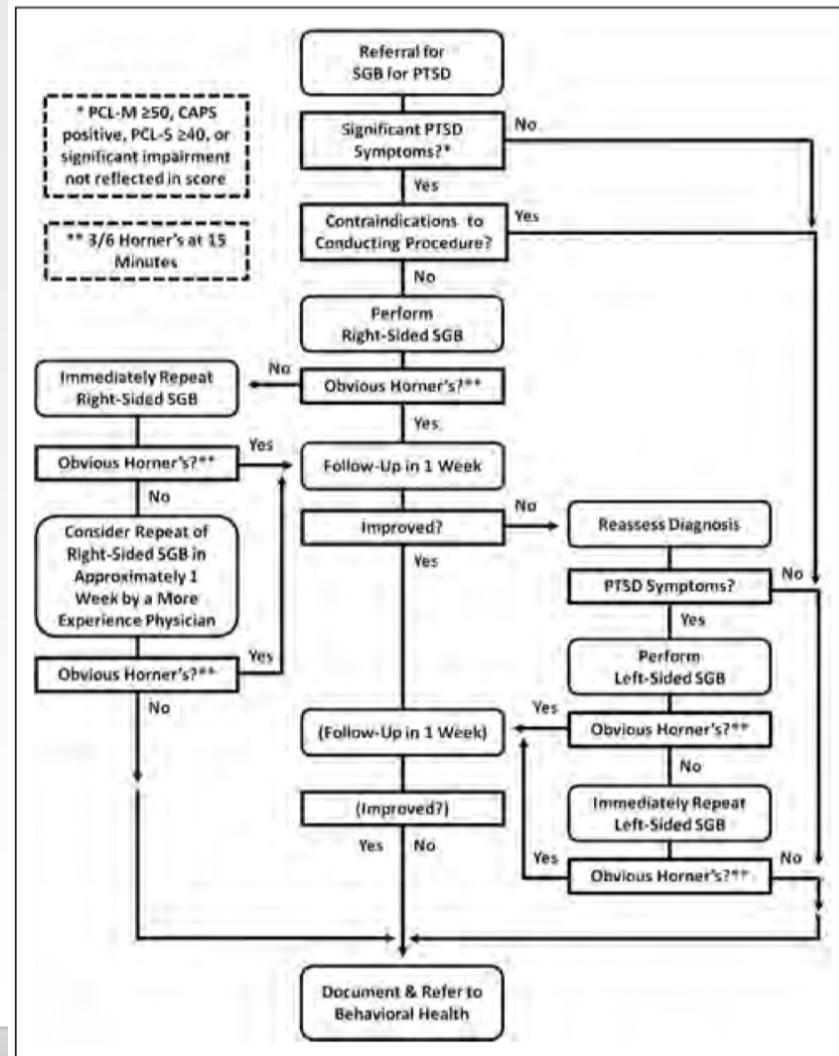 Referral for
SGB for PTSD
* PCL-M ≥50, CAPS
positive, PCL-S ≥40, or
significant impairment
not reflected in score
** 3/6 Horner's at 15
Minutes
Significant PTSD
Symptoms?*
No
Yes
Contraindications to
Conducting Procedure?
Yes
No
Perform
Right-Sided SGB
Obvious Horner's?**
No
Yes
Immediately Repeat
Right-Sided SGB
Obvious Horner's?**
Yes
No
Consider Repeat of
Right-Sided SGB in
Approximately 1
Week by a More
Experience Physician
Obvious Horner's?**
Yes
No
Follow-Up in 1 Week
Improved?
No
Yes
Reassess Diagnosis
PTSD Symptoms?
No
Yes
Perform
Left-Sided SGB
Obvious Horner's?**
Yes
No
Immediately Repeat
Left-Sided SGB
Obvious Horner's?**
Yes
No
(Follow-Up in 1 Week)
(Improved?)
Yes
No
Document & Refer to
Behavioral Health